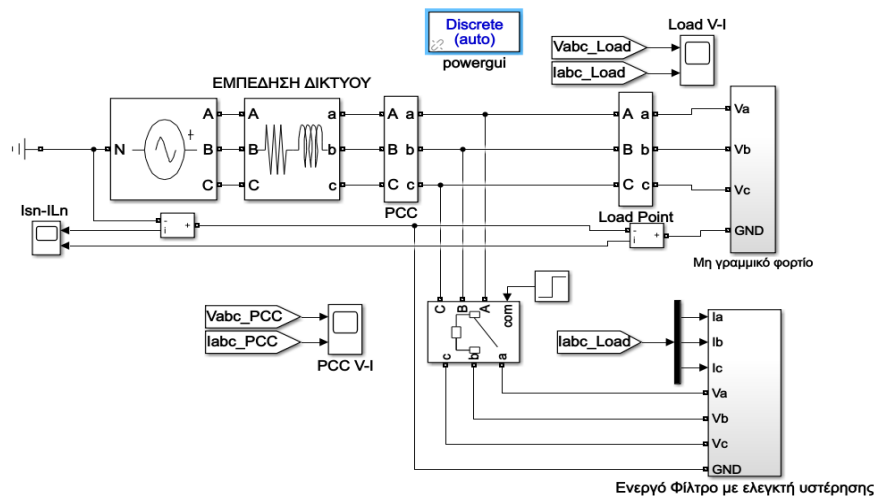 Discrete
(auto)
powergui
Load V-I
Vabc_Load
Iabc_Load
ΕΜΠΕΔΗΣΗ ΔΙΚΤΥΟΥ
N
A
B
C
A
B
C
a
b
c
A a
B b
C c
PCC
A a
B b
C c
Load Point
Va
Vb
Vc
GND
Μη γραμμικό φορτίο
Isn-ILn
-
i
+
-
i
+
Vabc_PCC
Iabc_PCC
PCC V-I
C
B
A
com
c
b
a
Iabc_Load
Ia
Ib
Ic
Va
Vb
Vc
GND
Ενεργό Φίλτρο με ελεγκτή υστέρησης